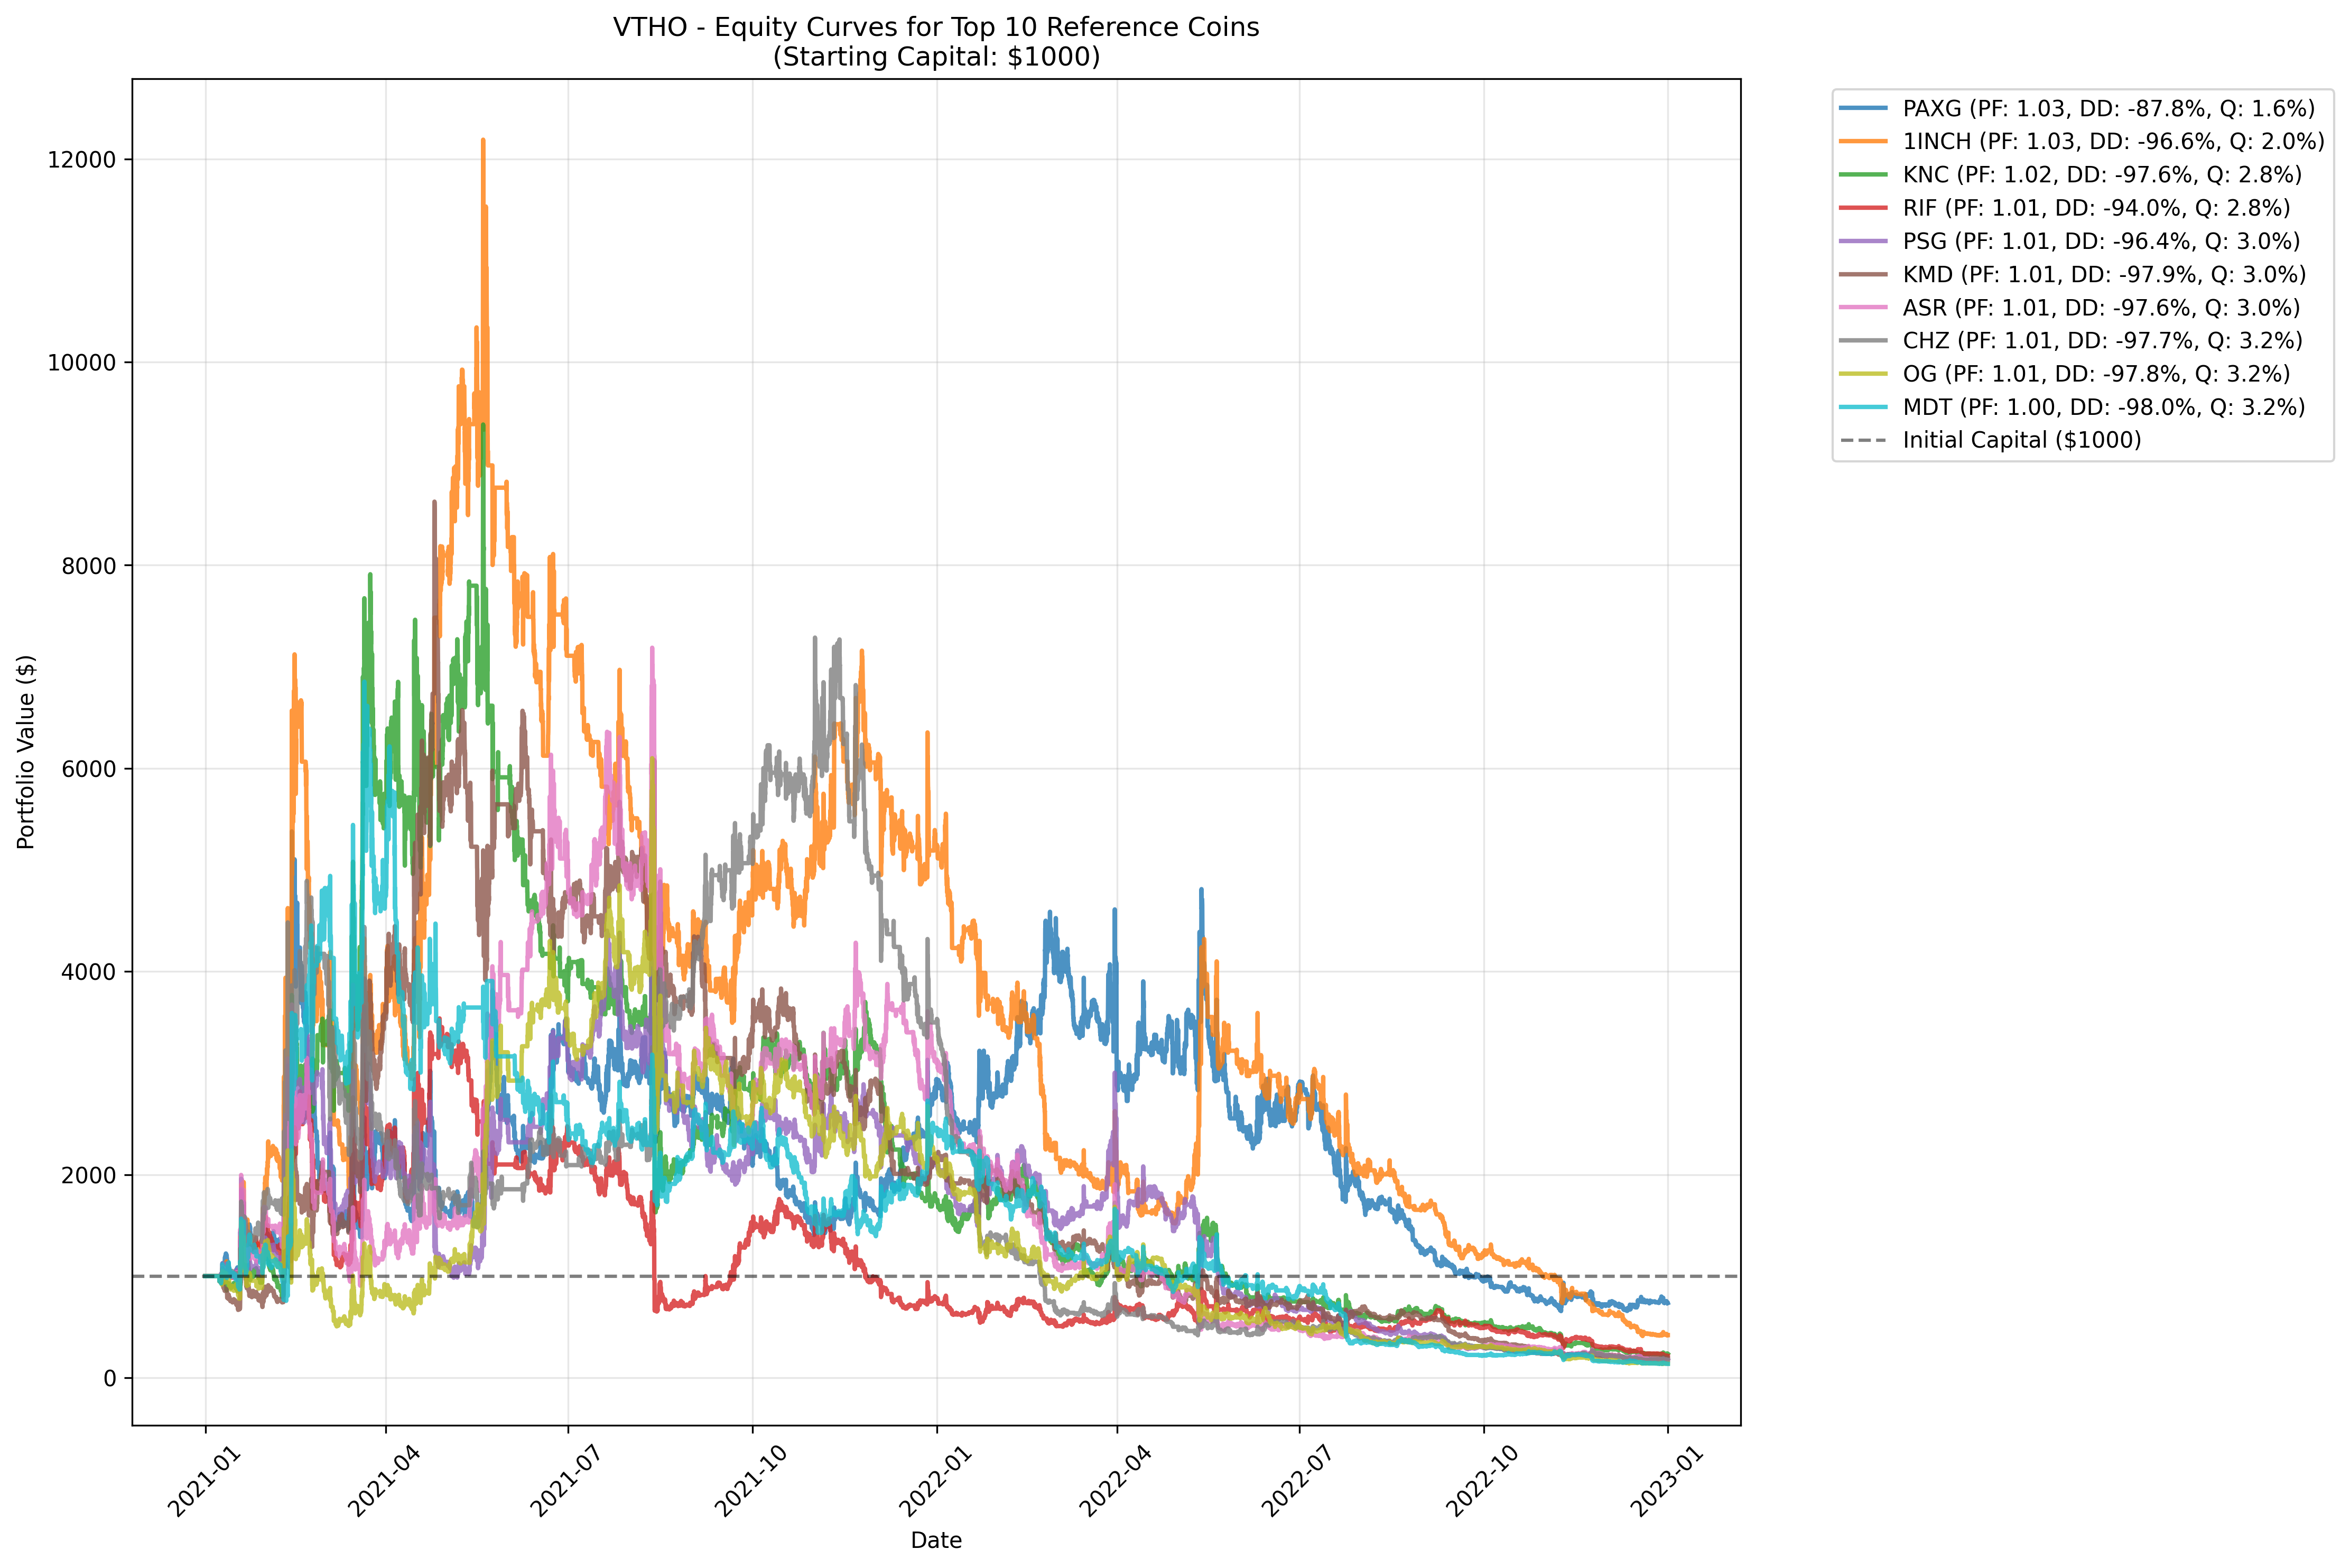 VTHO - Equity Curves for Top 10 Reference Coins
(Starting Capital: $1000)
PAXG (PF: 1.03, DD: -87.8%, Q: 1.6%)
1INCH (PF: 1.03, DD: -96.6%, Q: 2.0%)
KNC (PF: 1.02, DD: -97.6%, Q: 2.8%)
RIF (PF: 1.01, DD: -94.0%, Q: 2.8%)
PSG (PF: 1.01, DD: -96.4%, Q: 3.0%)
KMD (PF: 1.01, DD: -97.9%, Q: 3.0%)
ASR (PF: 1.01, DD: -97.6%, Q: 3.0%)
CHZ (PF: 1.01, DD: -97.7%, Q: 3.2%)
OG (PF: 1.01, DD: -97.8%, Q: 3.2%)
MDT (PF: 1.00, DD: -98.0%, Q: 3.2%)
Initial Capital ($1000)
Portfolio Value ($)
12000
10000
8000
6000
4000
2000
0
2021-01
2021-04
2021-07
2021-10
2022-01
2022-04
2022-07
2022-10
2023-01
Date